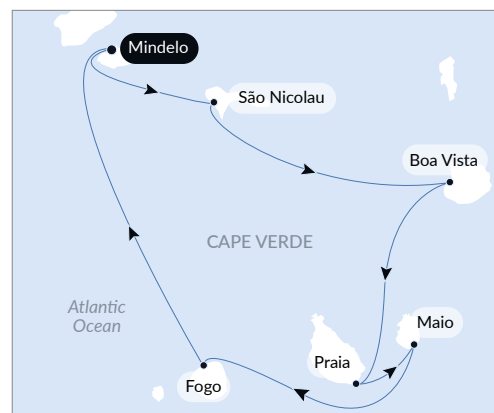 Mindelo
São Nicolau
Boa Vista
CAPE VERDE
Atlantic
Ocean
Maio
Praia
Fogo